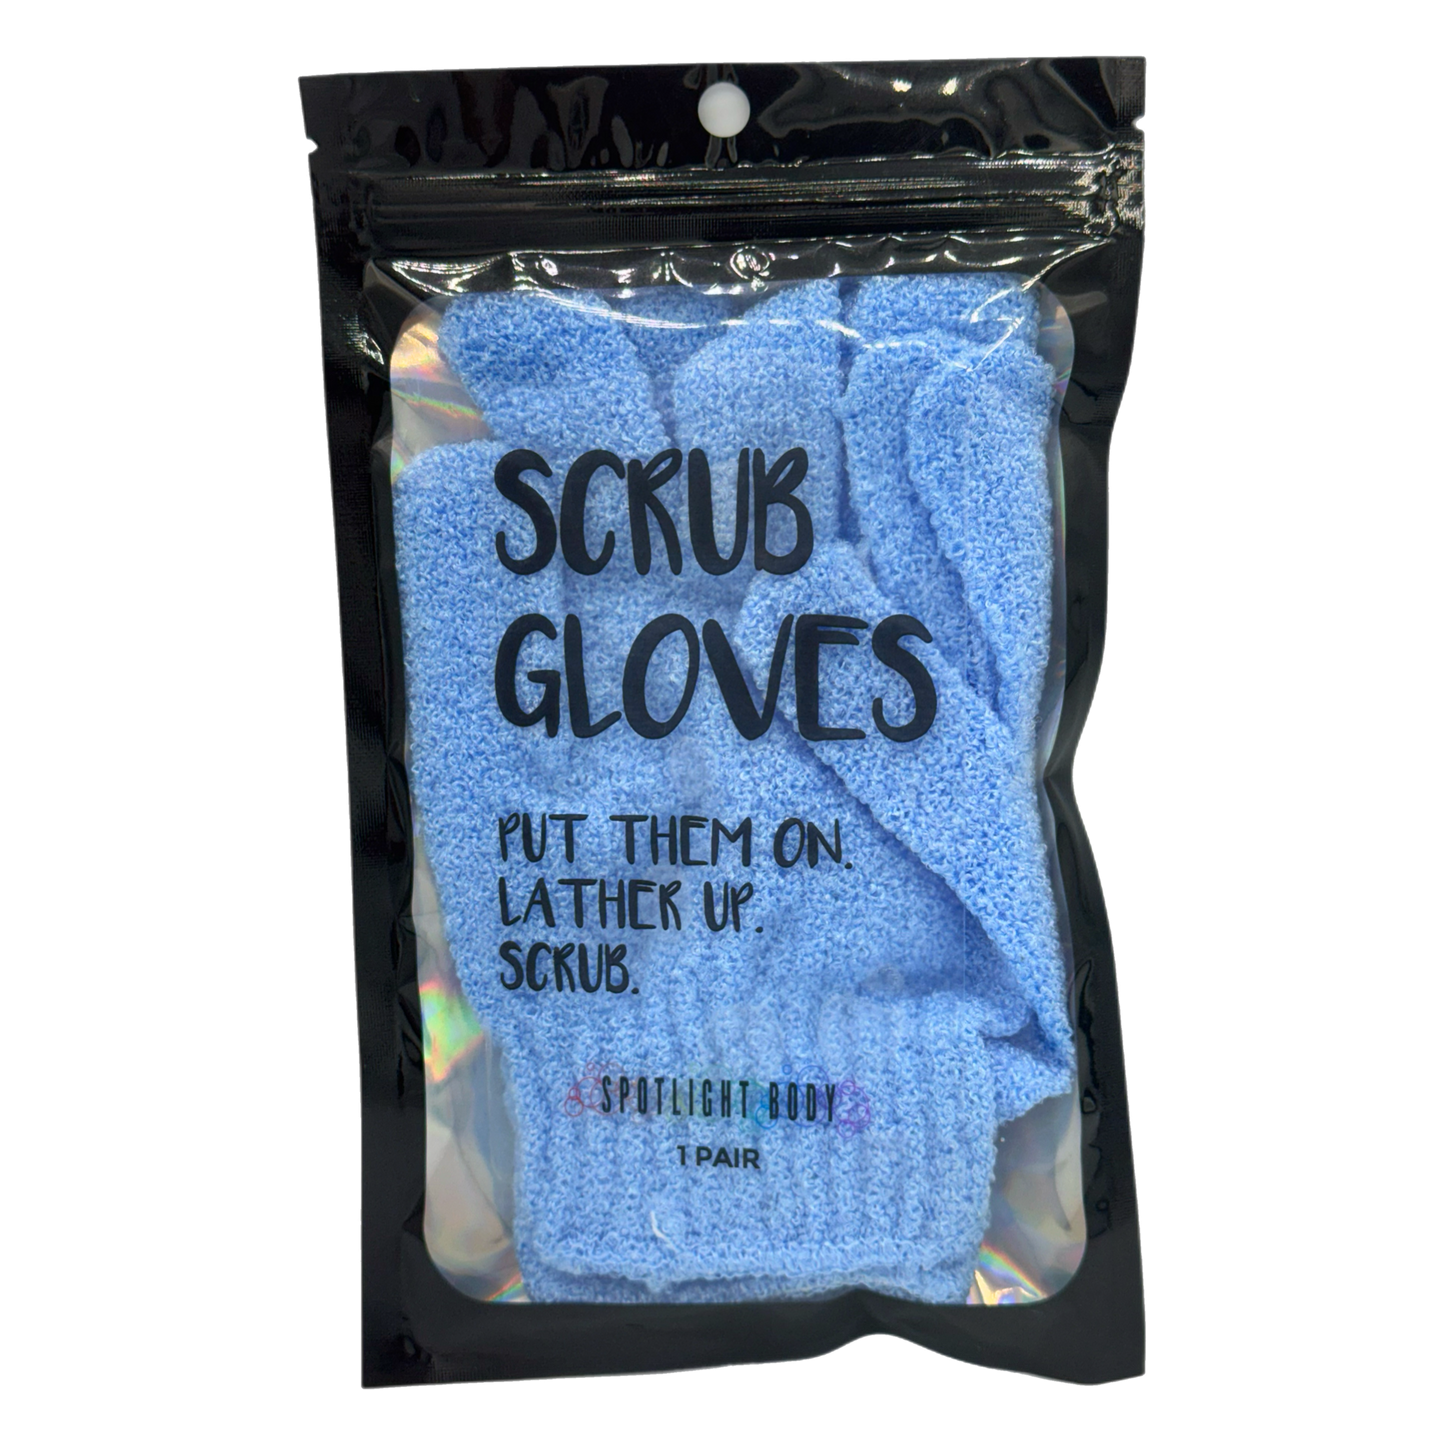 SCRUB
GLOVES
PUT THEM ON.
LATHER UP.
SCRUB.
SPOTLIGHT BODY
1 PAIR